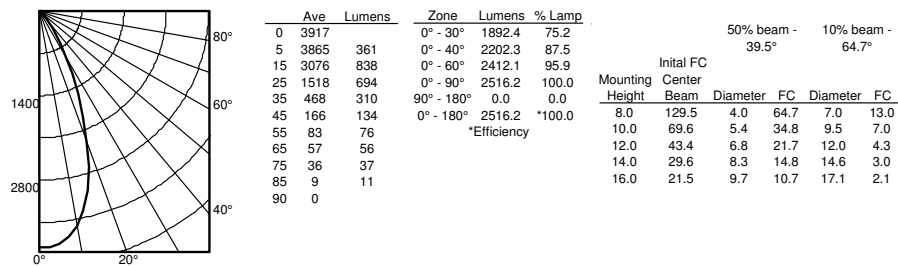 80°
1400
60°
2800
40°
0° 20°
Ave Lumens
0 3917
5 3865 361
15 3076 838
25 1518 694
35 468 310
45 166 134
55 83 76
65 57 56
75 36 37
85 9 11
90 0
Zone Lumens % Lamp
0° - 30° 1892.4 75.2
0° - 40° 2202.3 87.5
0° - 60° 2412.1 95.9
0° - 90° 2516.2 100.0
90° - 180° 0.0 0.0
0° - 180° 2516.2 *100.0
*Efficiency
50% beam - 10% beam -
39.5° 64.7°
Inital FC
Mounting Center
Height Beam Diameter FC Diameter FC
8.0 129.5 4.0 64.7 7.0 13.0
10.0 69.6 5.4 34.8 9.5 7.0
12.0 43.4 6.8 21.7 12.0 4.3
14.0 29.6 8.3 14.8 14.6 3.0
16.0 21.5 9.7 10.7 17.1 2.1